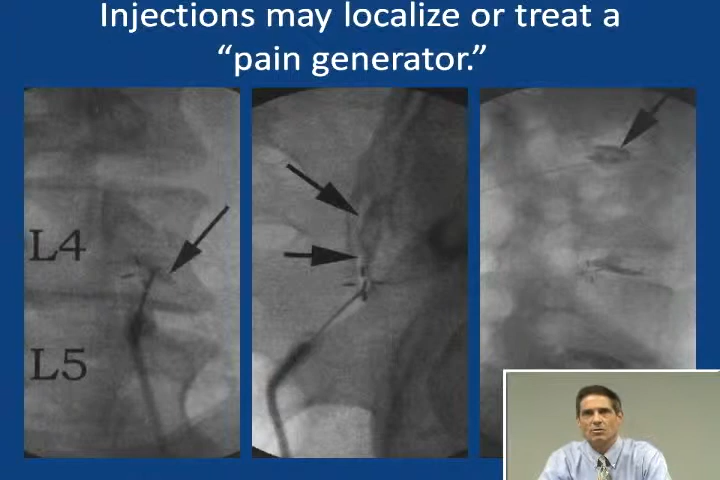 Injections may localize or treat a
“pain generator.”
L4
L5